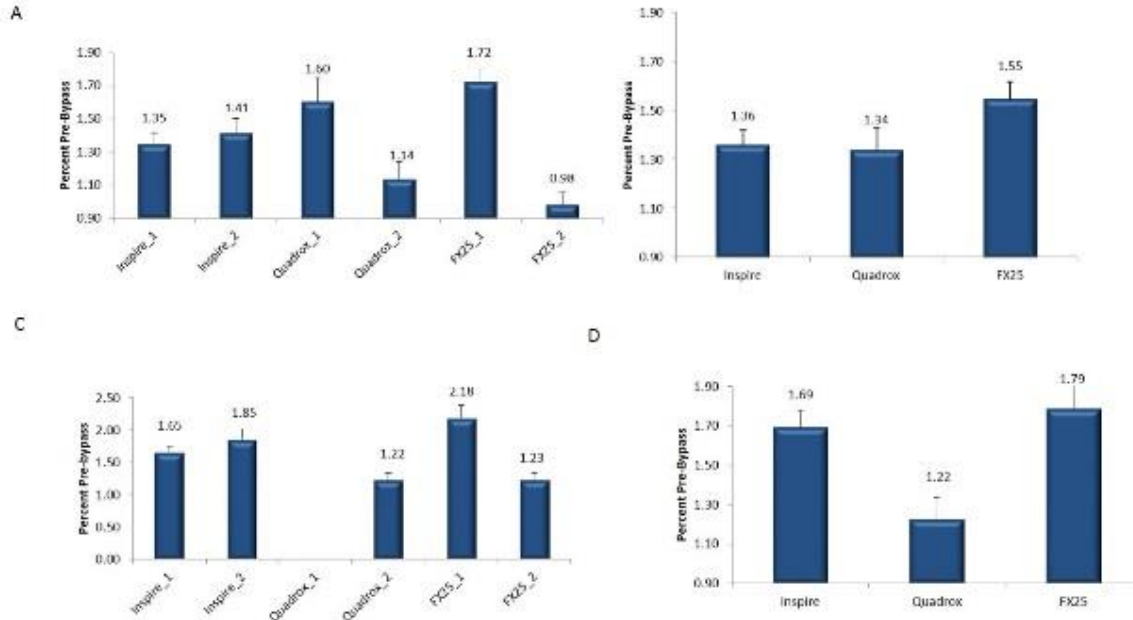 A
Percent Pre-Bypass
1.90
1.70
1.50
1.30
1.10
0.90
1.35
1.41
1.60
1.14
1.72
0.98
Inspire_1
Inspire_2
Quadrox_1
Quadrox_2
FX25_1
FX25_2
Percent Pre-Bypass
1.90
1.70
1.50
1.30
1.10
0.90
1.36
1.34
1.55
Inspire
Quadrox
FX25
C
Percent Pre-bypass
2.50
2.00
1.50
1.00
0.50
0.00
1.65
1.85
1.22
2.18
1.23
Inspire_1
Inspire_2
Quadrox_1
Quadrox_2
FX25_1
FX25_2
D
Percent Pre-Bypass
1.90
1.70
1.50
1.30
1.10
0.90
1.69
1.22
1.79
Inspire
Quadrox
FX25